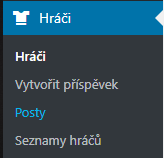 Hráči
Hráči
Vytvořit příspěvek
Posty
Seznamy hráčů